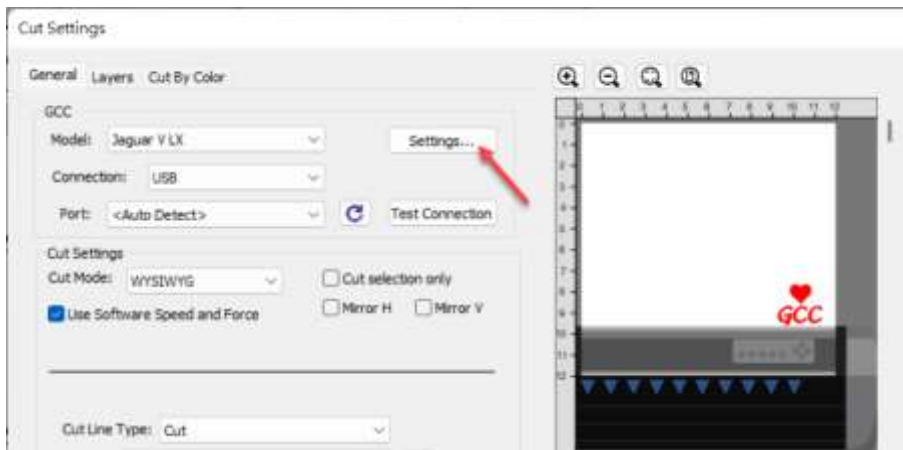 Cut Settings
General Layers Cut By Color
GCC
Model: Jaguar V LX Settings...
Connection: USB
Port: <Auto Detect> Test Connection
Cut Settings
Cut Mode: WYSIWYG Cut selection only
Use Software Speed and Force Mirror H Mirror V
Cut Line Type: Cut
GCC